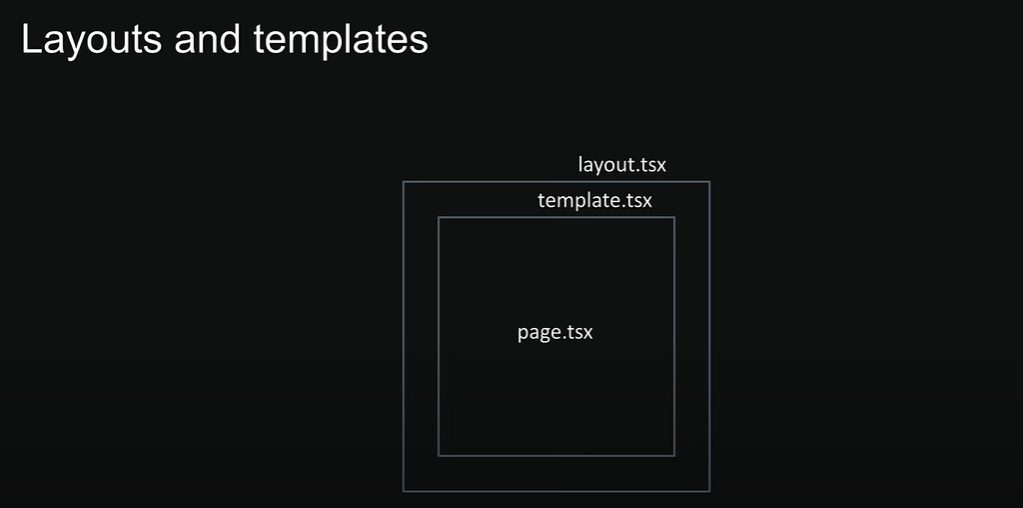 Layouts and templates
layout.tsx
template.tsx
page.tsx